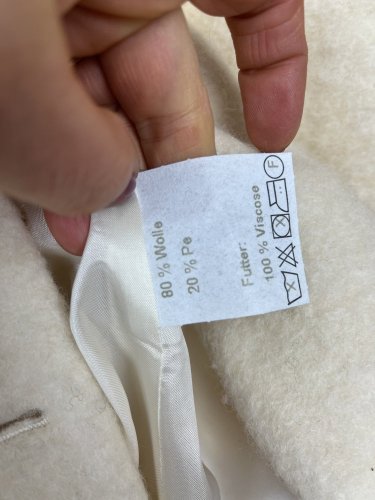 80 % Wolle
20 % Pe
Futter:
100 % Viscose
F